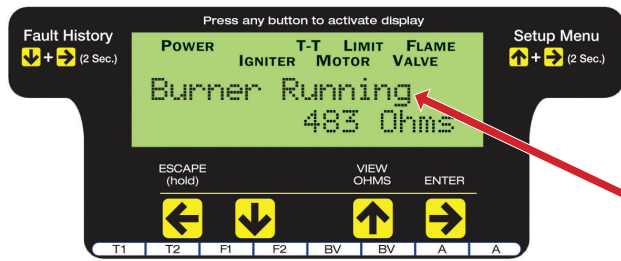 Press any button to activate display
Fault History
+ (2 Sec.)
Setup Menu
+ (2 Sec.)
POWER T-T LIMIT FLAME
IGNITER MOTOR VALVE
Burner Running
483 Ohms
ESCAPE
(hold)
VIEW
OHMS
ENTER
T1 T2 F1 F2 BV BV A A